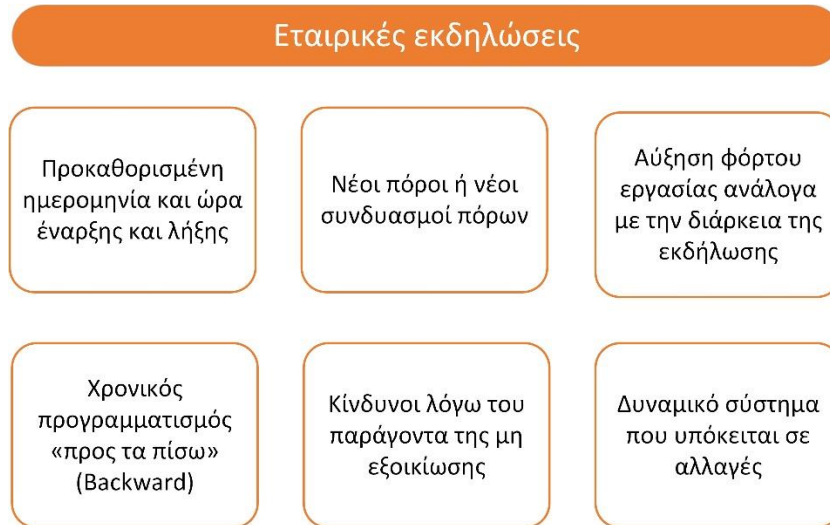 Εταιρικές εκδηλώσεις
Προκαθορισμένη
ημερομηνία και ώρα
έναρξης και λήξης
Νέοι πόροι ή νέοι
συνδυασμοί πόρων
Αύξηση φόρτου
εργασίας ανάλογα
με την διάρκεια της
εκδήλωσης
Χρονικός
προγραμματισμός
«προς τα πίσω»
(Backward)
Κίνδυνοι λόγω του
παράγοντα της μη
εξοικίωσης
Δυναμικό σύστημα
που υπόκειται σε
αλλαγές